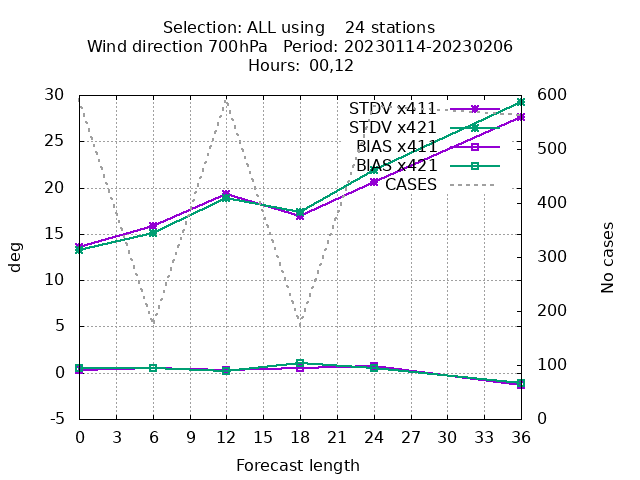 Selection: ALL using    24 stations
Wind direction 700hPa   Period: 20230114-20230206
Hours: 00,12
30
25
20
15
10
5
0
-5
deg
STDV x411
STDV x421
BIAS x411
BIAS x421
CASES
600
500
400
300
200
100
0
No cases
0 3 6 9 12 15 18 21 24 27 30 33 36
Forecast length